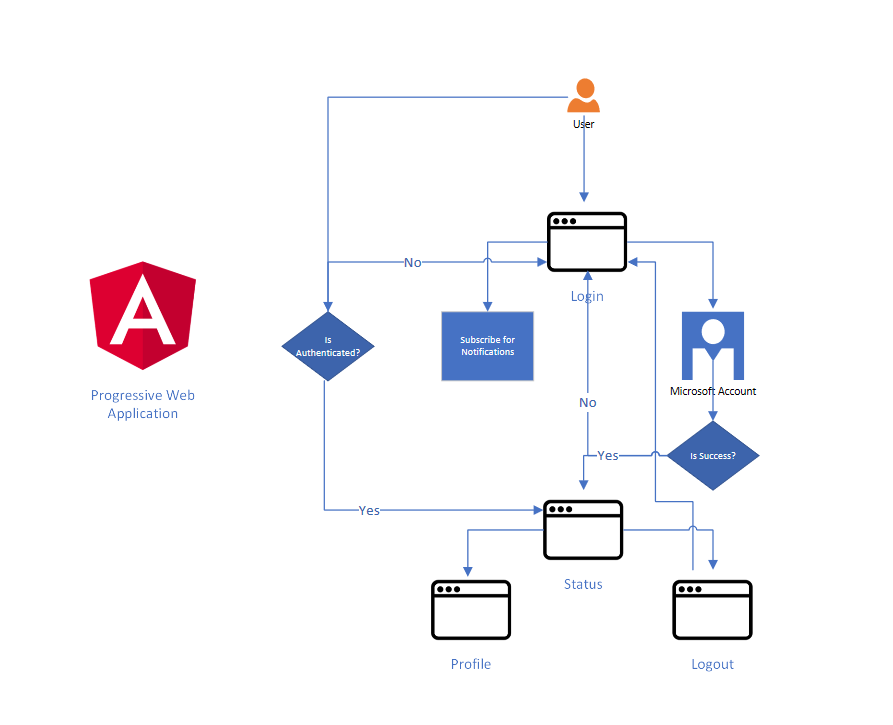 User
No
Login
Is
Authenticated?
Subscribe for
Notifications
Microsoft Account
Progressive Web
Application
No
Yes
Is Success?
Yes
Status
Profile
Logout